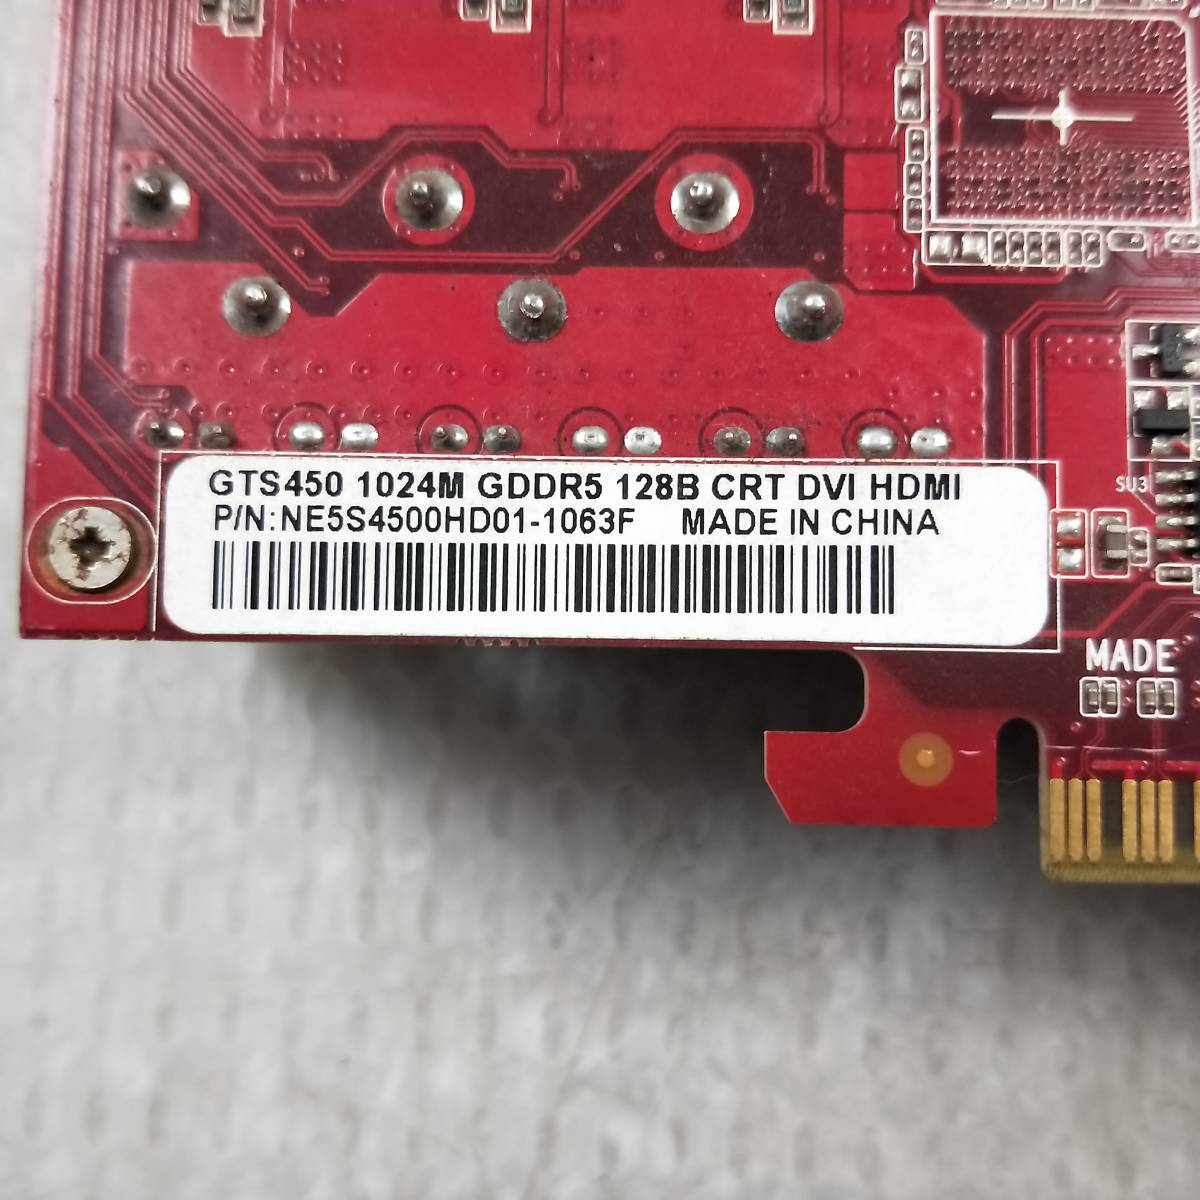 GTS450 1024M GDDR5 128B CRT DVI HDMI
P/N:NE5S4500HD01-1063F MADE IN CHINA
SU3
MADE